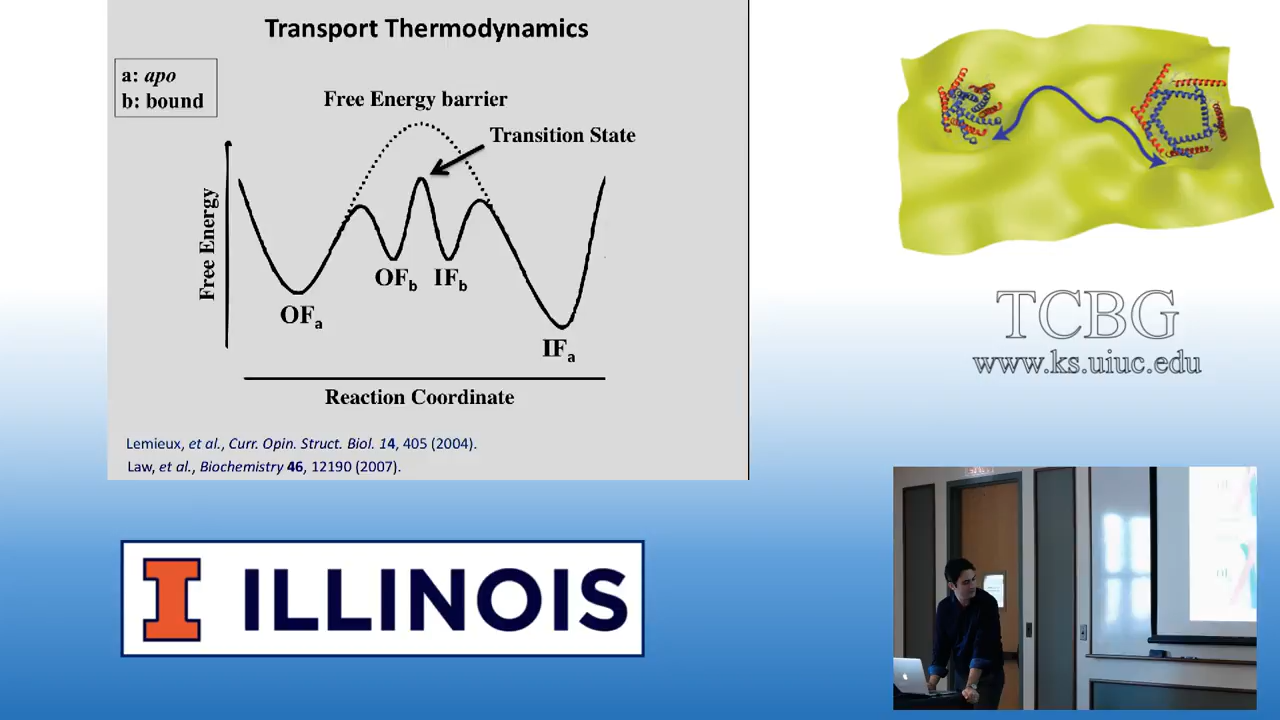 Transport Thermodynamics
a: apo
b: bound
Free Energy barrier
Transition State
Free Energy
OFb IFb
OFa
IFa
Reaction Coordinate
Lemieux, et al., Curr. Opin. Struct. Biol. 14, 405 (2004).
Law, et al., Biochemistry 46, 12190 (2007).
TCBG
www.ks.uiuc.edu
I ILLINOIS